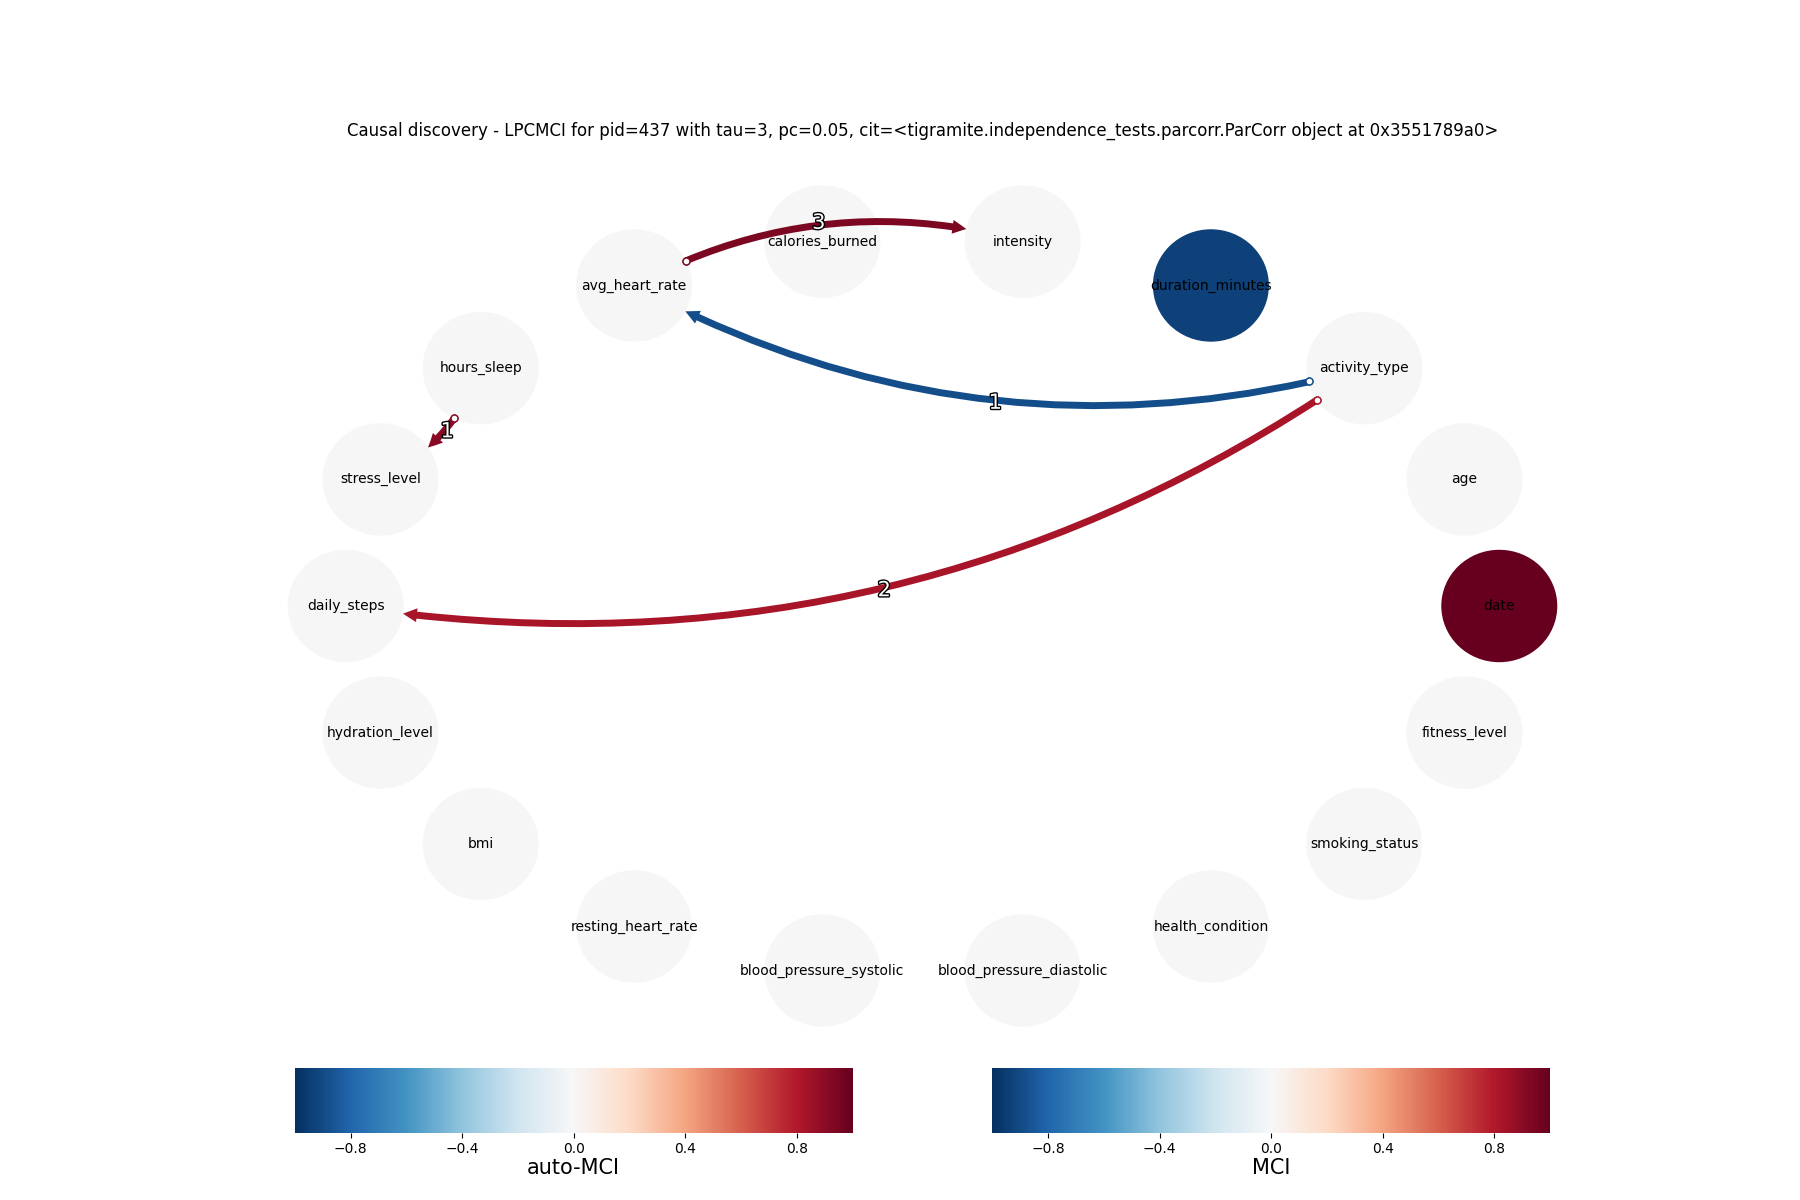 Causal discovery - LPCMCI for pid=437 with tau=3, pc=0.05, cit=<tigramite.independence_tests.parcorr.ParCorr object at 0x3551789a0>
3
calories_burned
intensity
avg_heart_rate
duration_minutes
hours_sleep
activity_type
1
1
stress_level
age
2
daily_steps
date
hydration_level
fitness_level
bmi
smoking_status
resting_heart_rate
health_condition
blood_pressure_systolic
blood_pressure_diastolic
−0.8 −0.4 0.0 0.4 0.8
auto-MCI
−0.8 −0.4 0.0 0.4 0.8
MCI